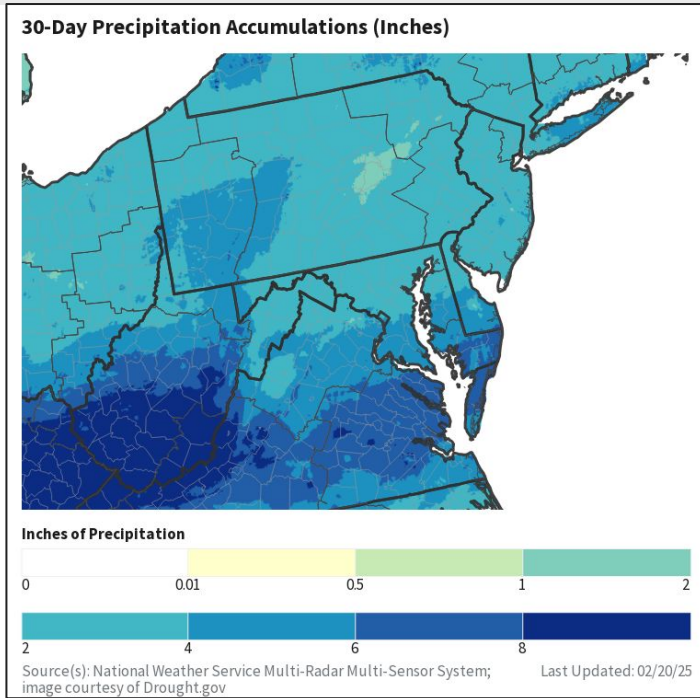 30-Day Precipitation Accumulations (Inches)
Inches of Precipitation
0 0.01 0.5 1 2
2 4 6 8
Source(s): National Weather Service Multi-Radar Multi-Sensor System; Last Updated: 02/20/25
image courtesy of Drought.gov